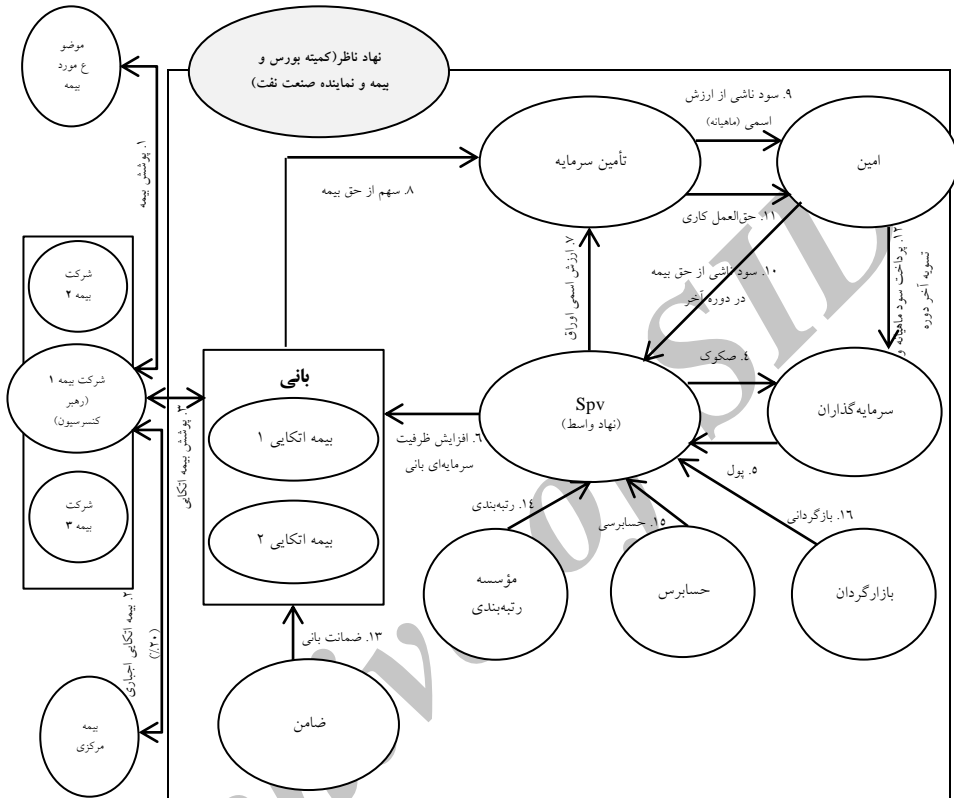 موضو
ع مورد
بیمه
نهاد ناظر(کمیته بورس و
بیمه و نماینده صنعت نفت)
۹. سود ناشی از ارزش
اسمی (ماهیانه)
تأمین سرمایه
امین
۱. پوشش بیمه
۸. سهم از حق بیمه
۱۱. حق‌العمل کاری
۷. ارزش اسمی اوراق
۱۰. سود ناشی از حق بیمه
در دوره آخر
۱۲. پرداخت سود ماهیانه و
تسویه آخر دوره
شرکت
بیمه ۲
شرکت بیمه ۱
(رهبر
کنسرسیون)
شرکت
بیمه ۳
۳. پوشش بیمه اتکایی
بانی
بیمه اتکایی ۱
بیمه اتکایی ۲
۶. افزایش ظرفیت
سرمایه‌ای بانی
Spv
(نهاد واسط)
۴. صکوک
۵. پول
سرمایه‌گذاران
۱۴. رتبه‌بندی
۱۵. حسابرسی
۱۶. بازگردانی
مؤسسه
رتبه‌بندی
حسابرس
بازارگردان
۲. بیمه اتکایی اجباری
(۲۰٪)
۱۳. ضمانت بانی
ضامن
بیمه
مرکزی
Archive of SID